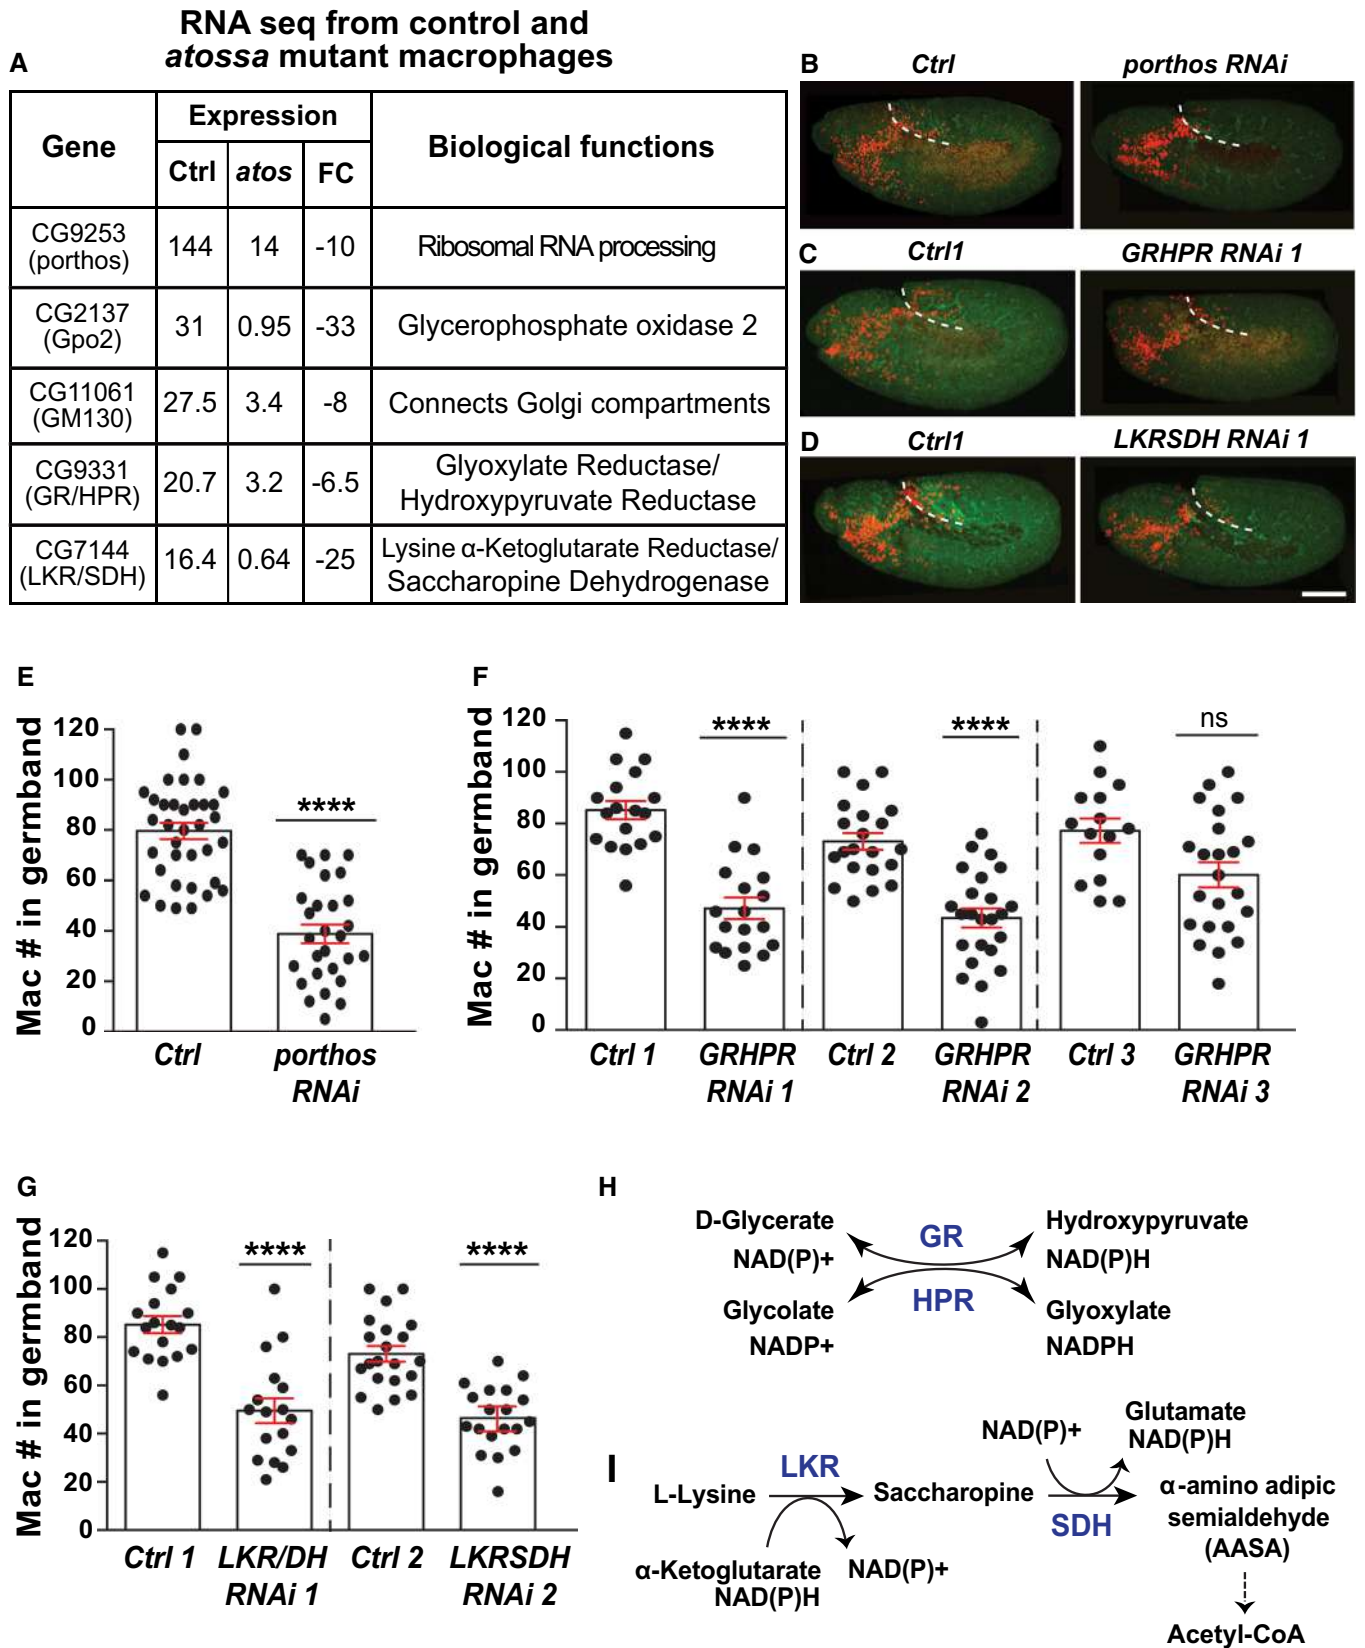 RNA seq from control and
atossa mutant macrophages
A
Gene
Expression
Biological functions
Ctrl atos FC
CG9253
(porthos)
144 14 -10 Ribosomal RNA processing
CG2137
(Gpo2)
31 0.95 -33 Glycerophosphate oxidase 2
CG11061
(GM130)
27.5 3.4 -8 Connects Golgi compartments
CG9331
(GR/HPR)
20.7 3.2 -6.5
Glyoxylate Reductase/
Hydroxypyruvate Reductase
CG7144
(LKR/SDH)
16.4 0.64 -25
Lysine α-Ketoglutarate Reductase/
Saccharopine Dehydrogenase
B Ctrl porthos RNAi
C Ctrl1 GRHPR RNAi 1
D Ctrl1 LKRSDH RNAi 1
E
Mac # in germband
120
100
80
60
40
20
0
****
Ctrl
porthos
RNAi
F
Mac # in germband
120
100
80
60
40
20
0
**** **** ns
Ctrl 1
GRHPR
RNAi 1
Ctrl 2
GRHPR
RNAi 2
Ctrl 3
GRHPR
RNAi 3
G
Mac # in germband
120
100
80
60
40
20
0
**** ****
Ctrl 1
LKR/DH
RNAi 1
Ctrl 2
LKRSDH
RNAi 2
H
D-Glycerate
NAD(P)+
GR
Hydroxypyruvate
NAD(P)H
Glycolate
NADP+
HPR
Glyoxylate
NADPH
I
L-Lysine
LKR
Saccharopine
α-Ketoglutarate
NAD(P)H
NAD(P)+
NAD(P)+
Glutamate
NAD(P)H
SDH
α-amino adipic
semialdehyde
(AASA)
Acetyl-CoA